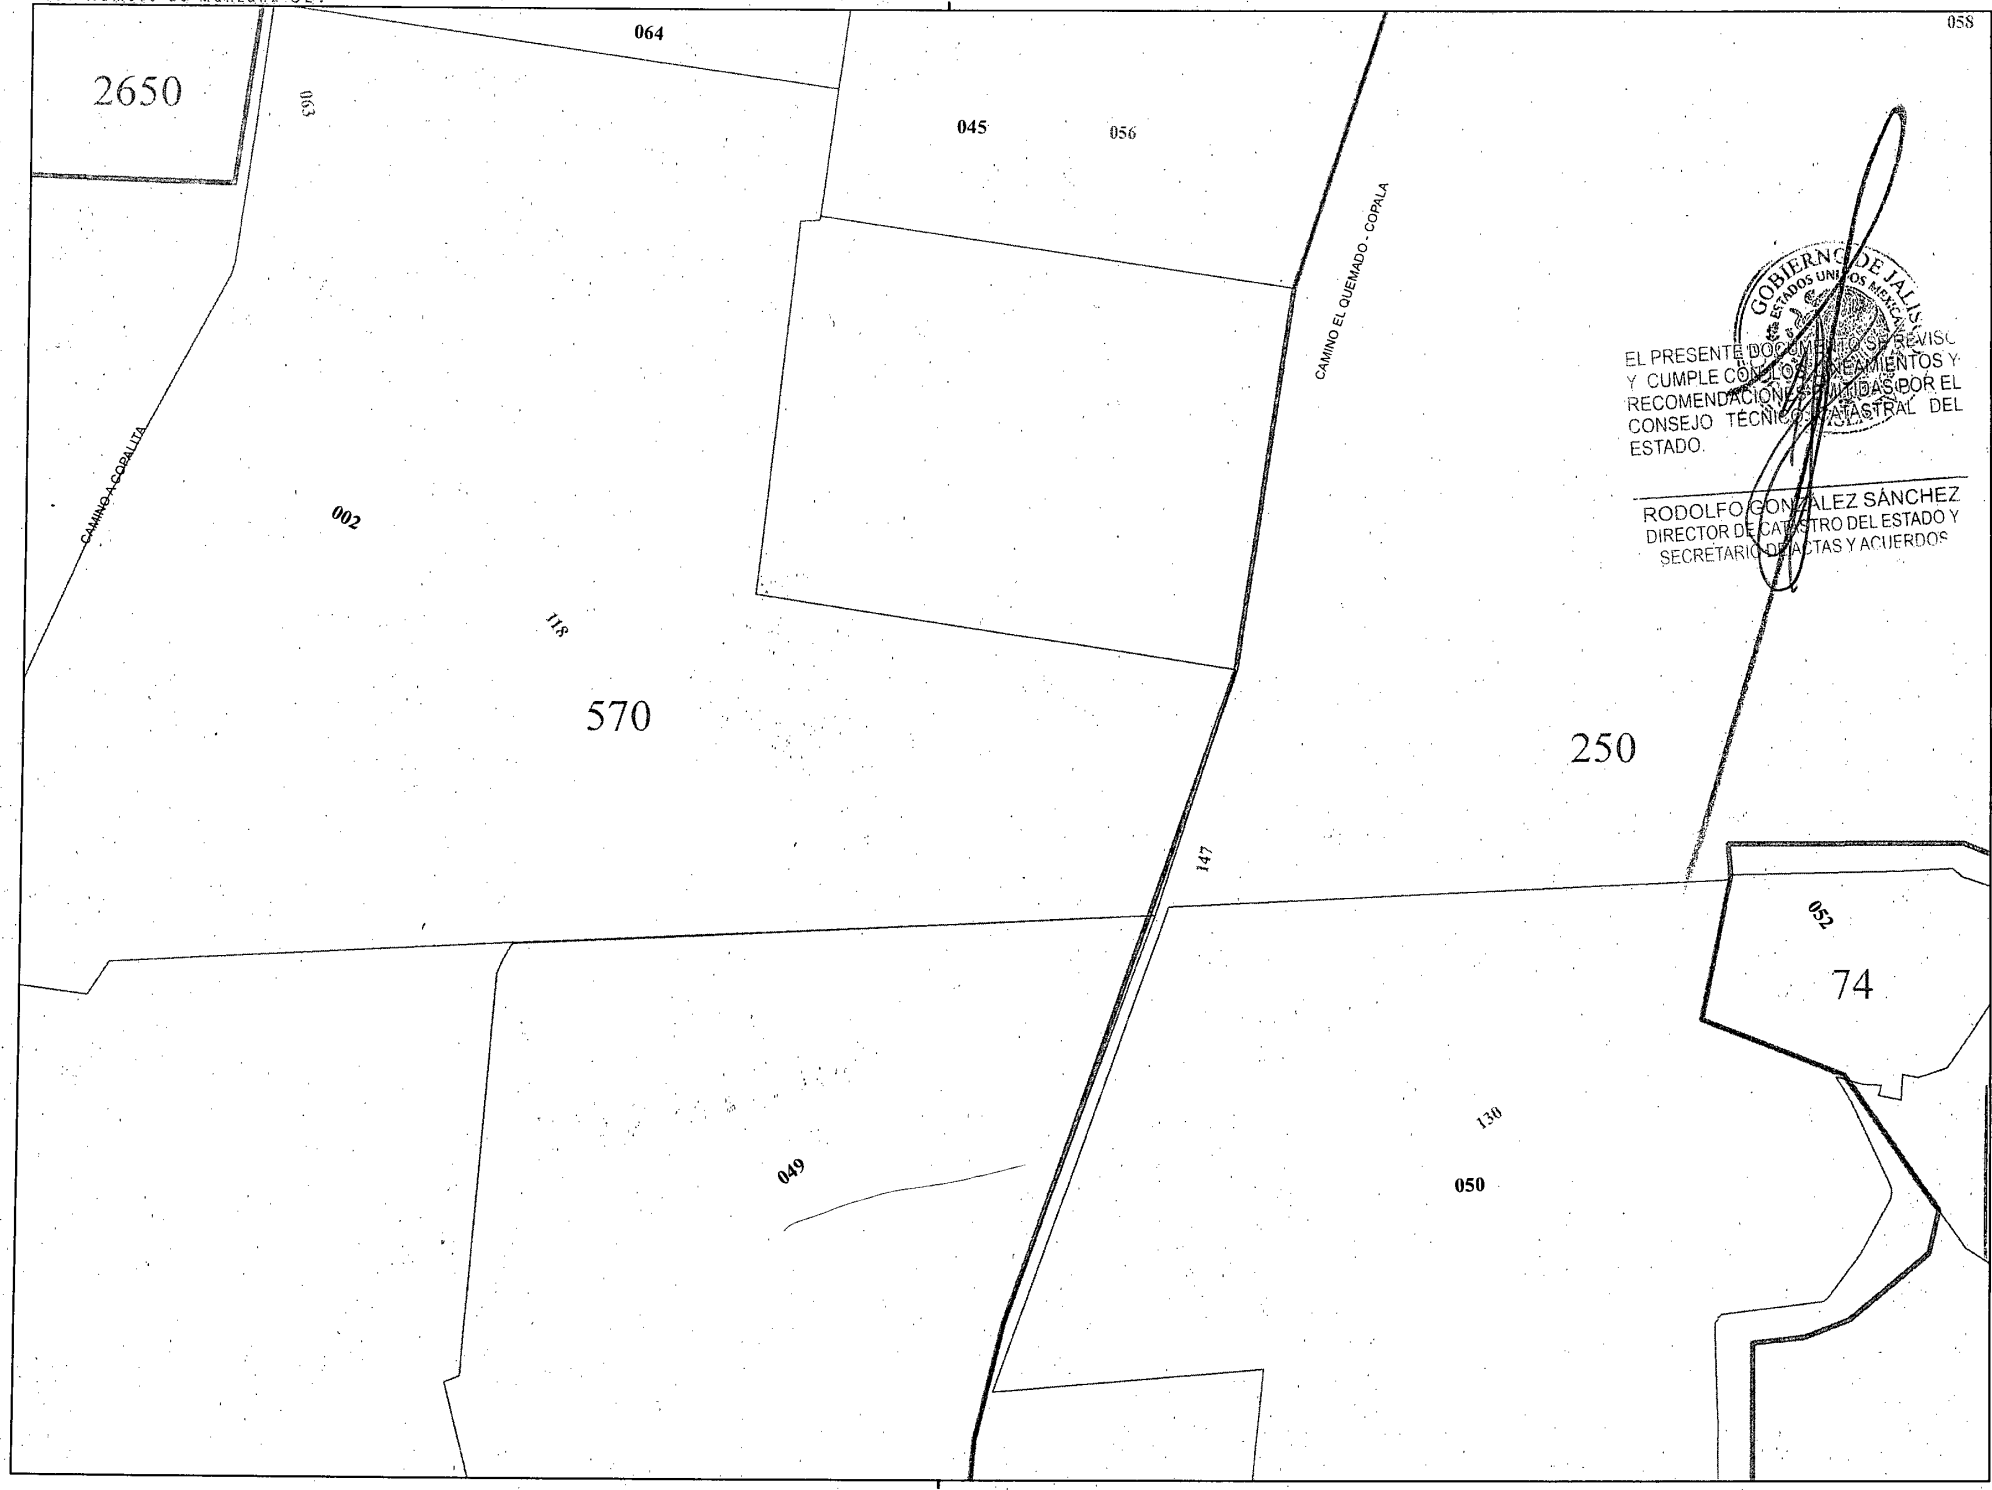 058
064
2650
063
045
056
CAMINO EL QUEMADO - COPALA
GOBIERNO DE JALISCO
ESTADOS UNIDOS MEXICANOS
EL PRESENTE DOCUMENTO SE REVISO
Y CUMPLE CON LOS LINEAMIENTOS Y
RECOMENDACIONES EMITIDAS POR EL
CONSEJO TÉCNICO CATASTRAL DEL
ESTADO.
CAMINO A COPALITA
002
RODOLFO GONZÁLEZ SÁNCHEZ
DIRECTOR DE CATASTRO DEL ESTADO Y
SECRETARIO DE ACTAS Y ACUERDOS
118
570
250
147
052
74
130
049
050